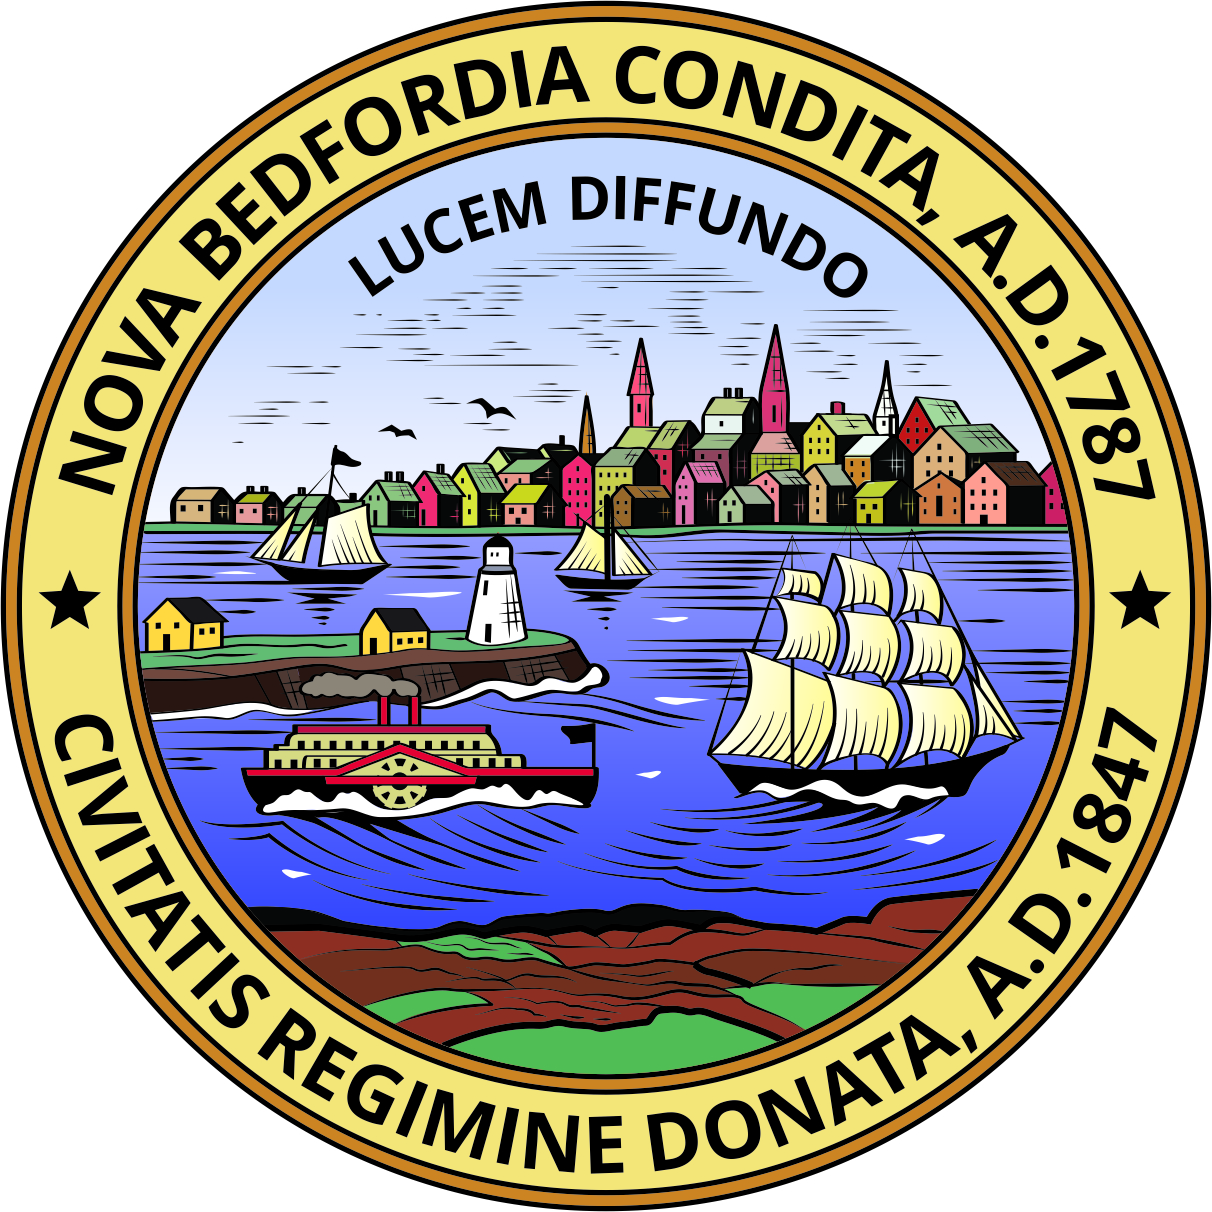 NOVA BEDFORDIA CONDITA, A.D. 1787
LUCEM DIFFUNDO
CIVITATIS REGIMINE DONATA, A.D. 1847